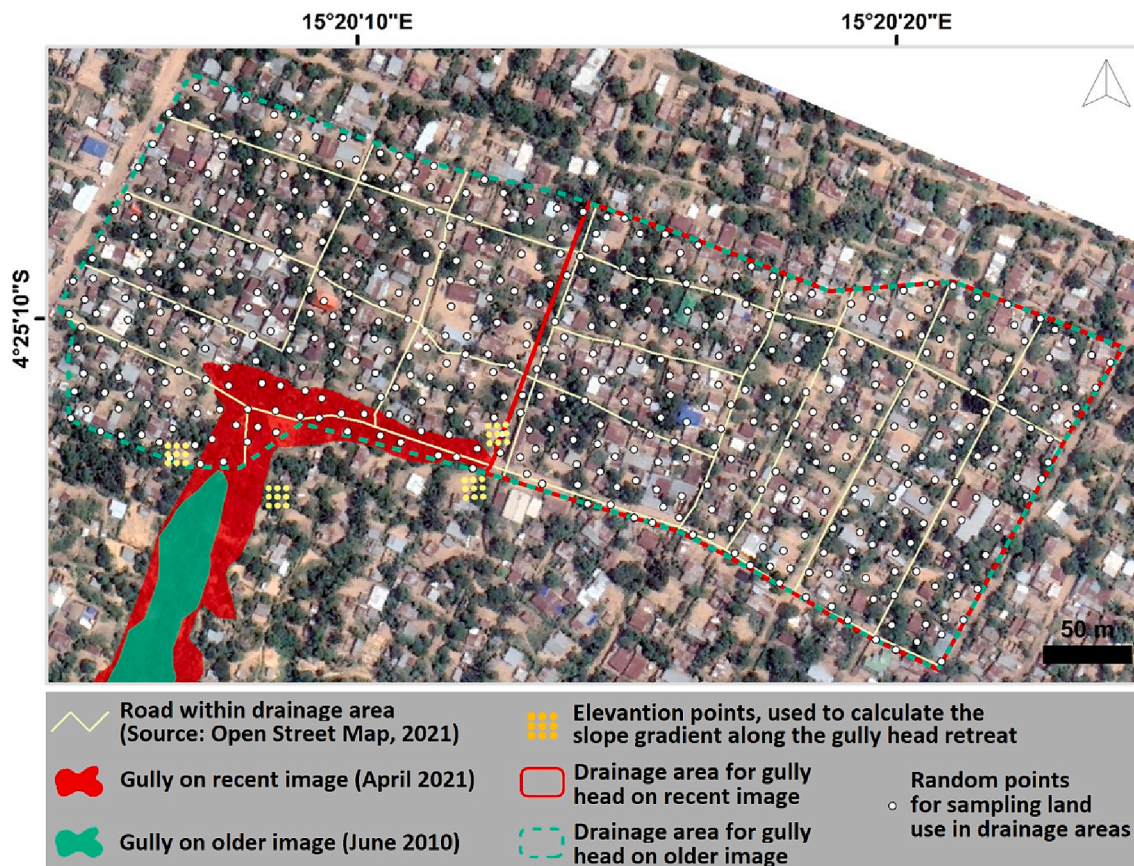 15°20'10"E
15°20'20"E
4°25'10"S
50 m
Road within drainage area
(Source: Open Street Map, 2021)
Gully on recent image (April 2021)
Gully on older image (June 2010)
Elevantion points, used to calculate the
slope gradient along the gully head retreat
Drainage area for gully
head on recent image
Drainage area for gully
head on older image
Random points
for sampling land
use in drainage areas